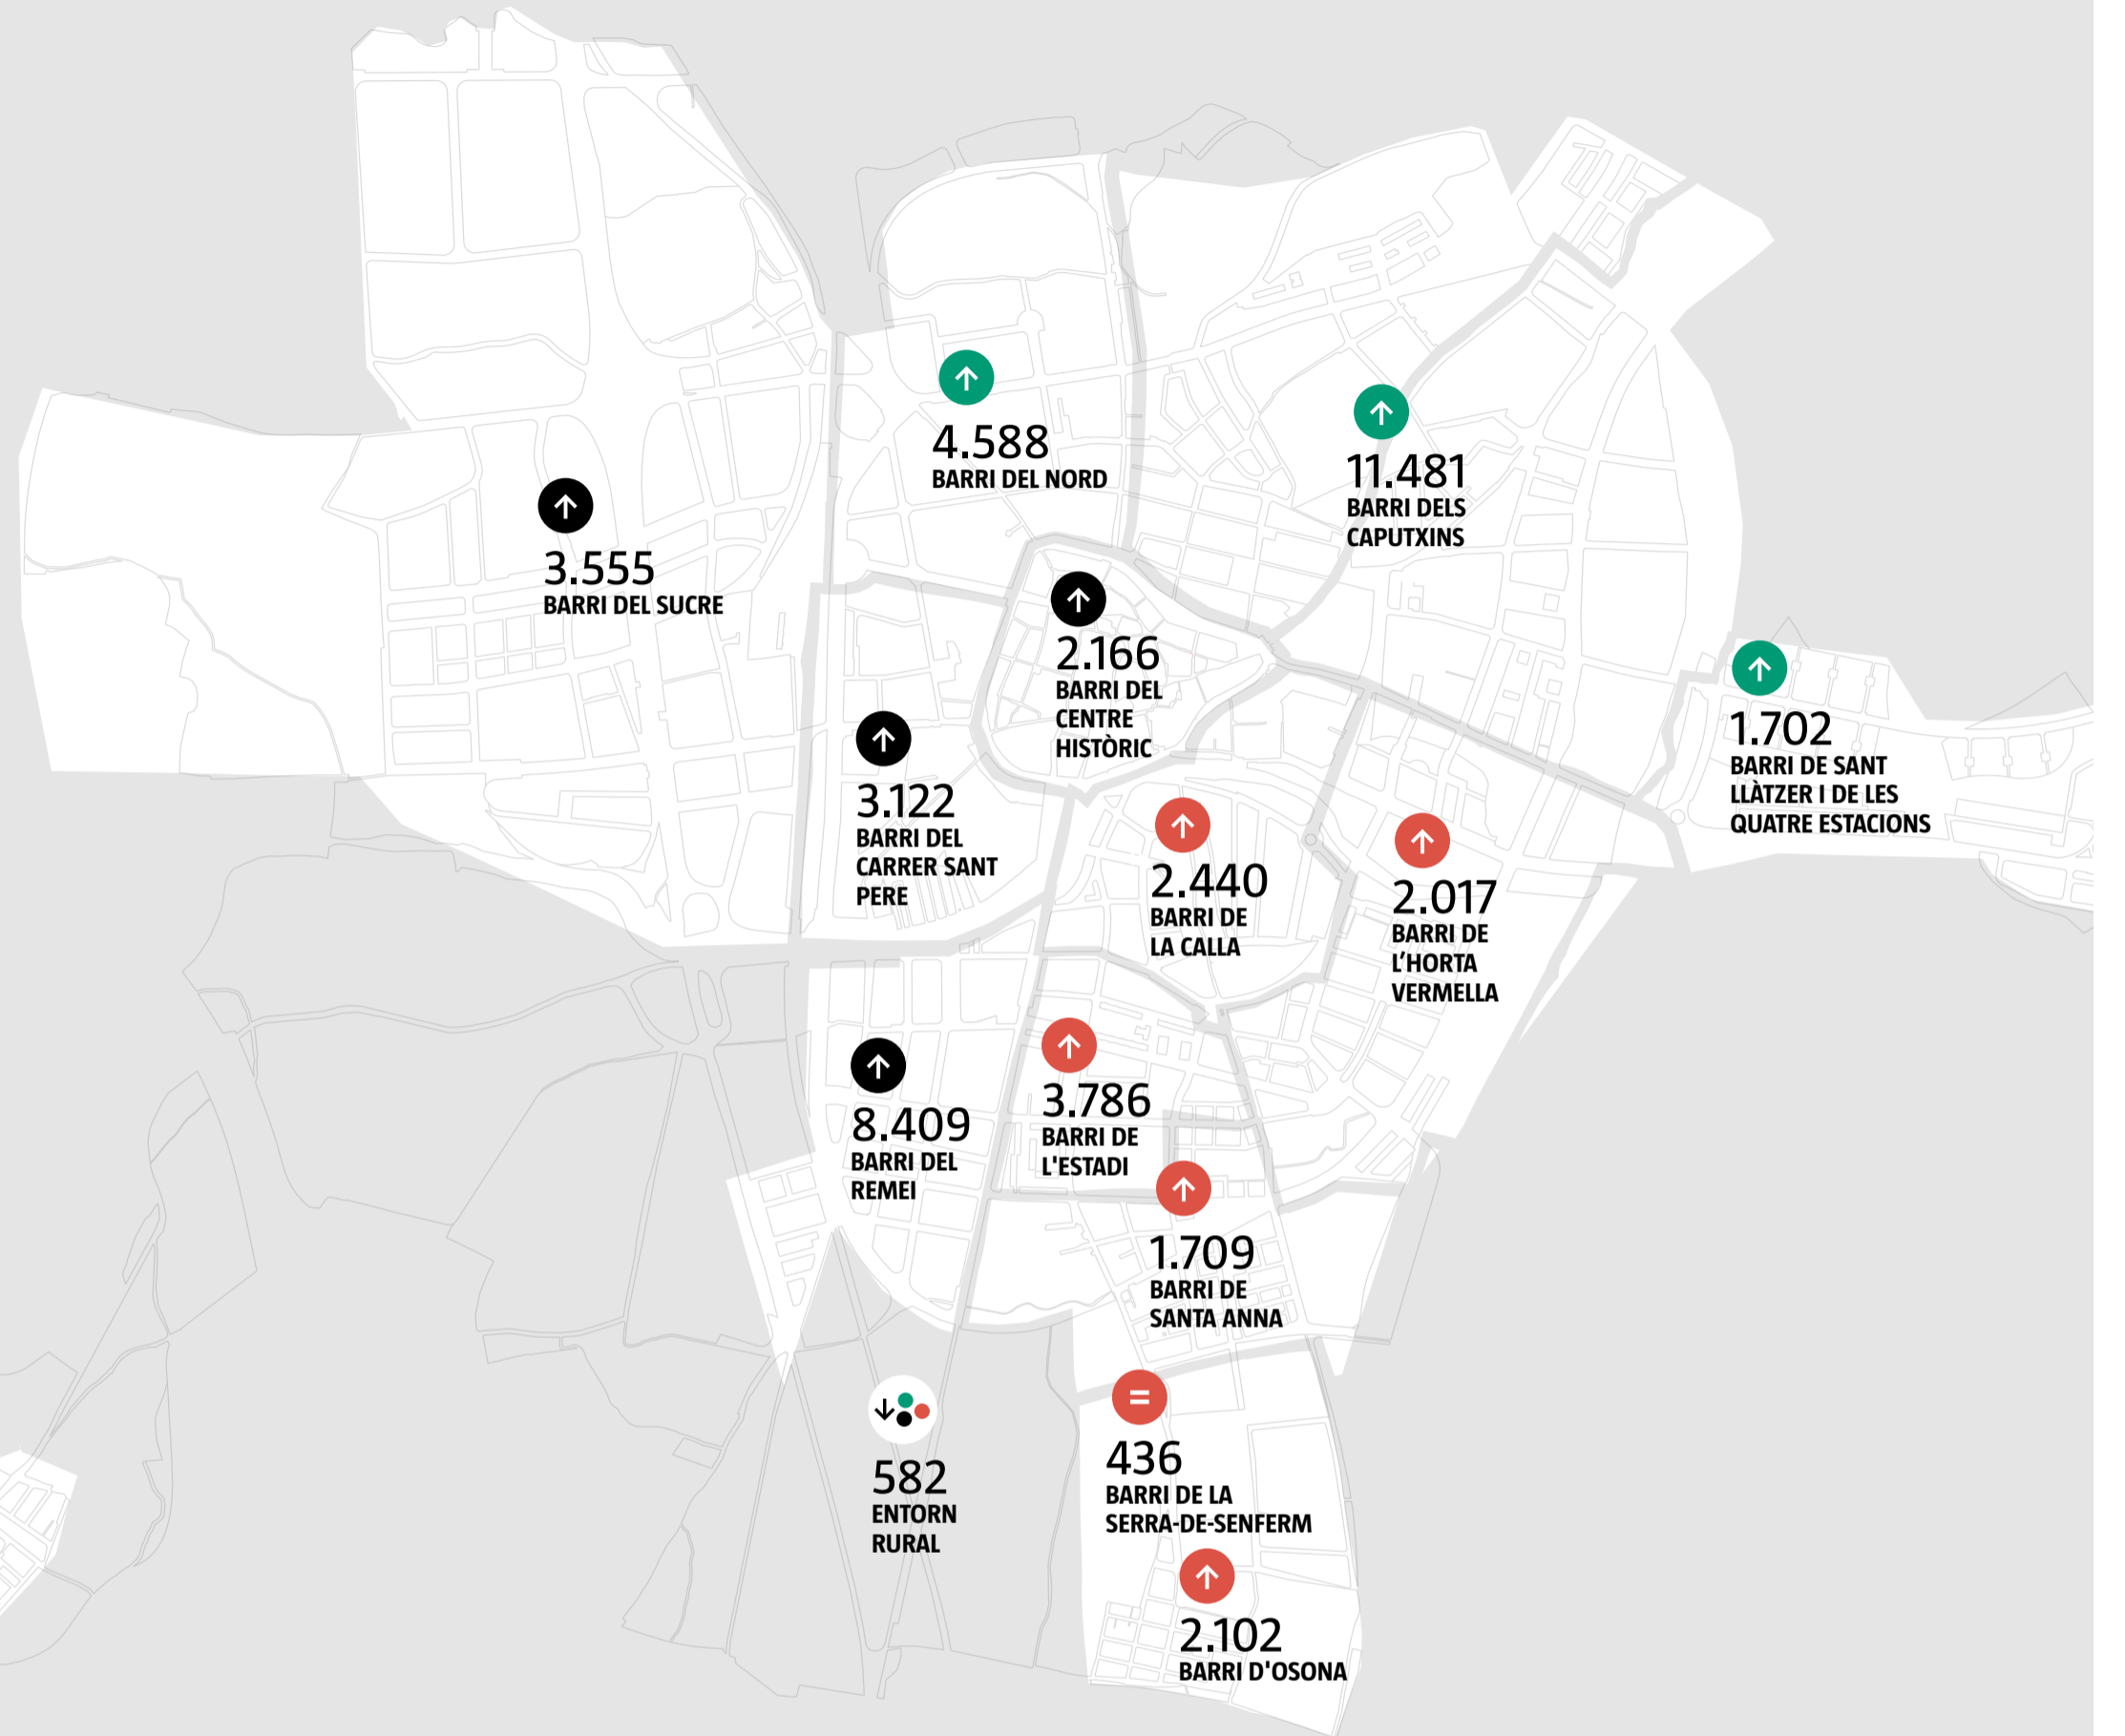 4.588
BARRI DEL NORD
11.481
BARRI DELS
CAPUTXINS
3.555
BARRI DEL SUCRE
2.166
BARRI DEL
CENTRE
HISTÒRIC
1.702
BARRI DE SANT
LLÀTZER I DE LES
QUATRE ESTACIONS
3.122
BARRI DEL
CARRER SANT
PERE
2.440
BARRI DE
LA CALLA
2.017
BARRI DE
L’HORTA
VERMELLA
8.409
BARRI DEL
REMEI
3.786
BARRI DE
L'ESTADI
1.709
BARRI DE
SANTA ANNA
582
ENTORN
RURAL
436
BARRI DE LA
SERRA-DE-SENFERM
2.102
BARRI D'OSONA